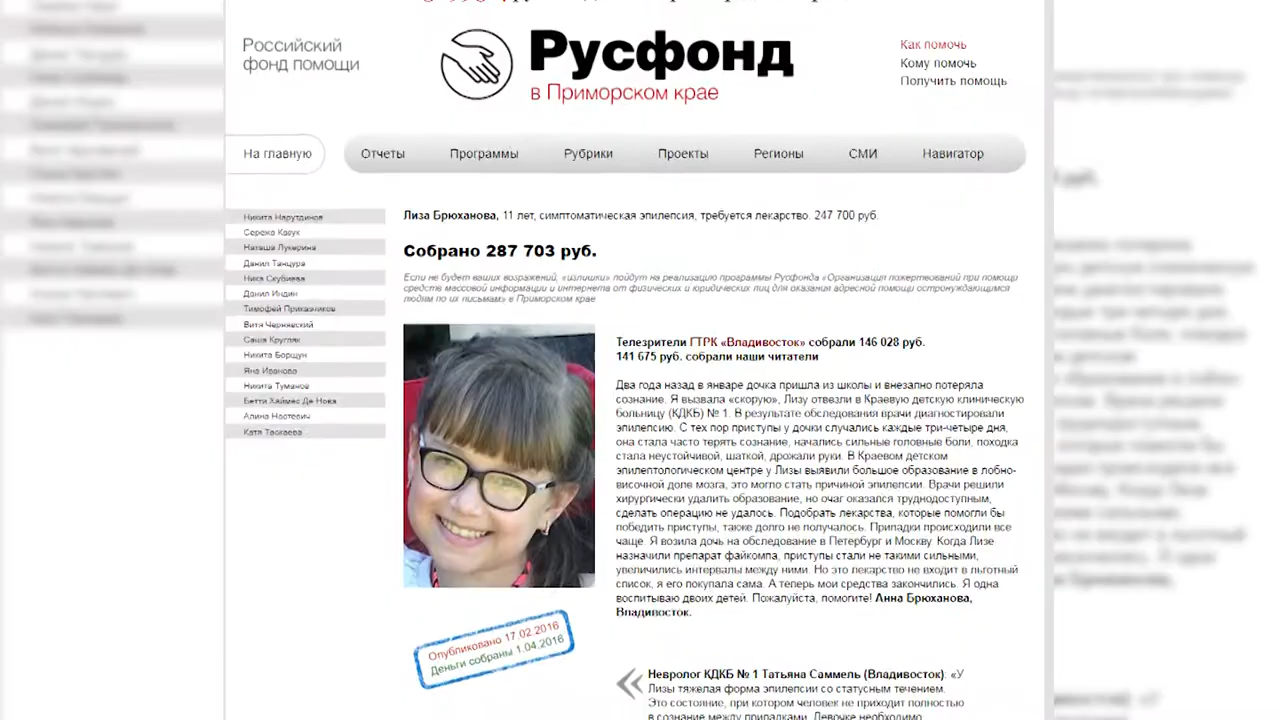 Российский
фонд помощи
Русфонд
в Приморском крае
Как помочь
Кому помочь
Получить помощь
На главную
Отчеты
Программы
Рубрики
Проекты
Регионы
СМИ
Навигатор
Никита Нарутдинов
Сережа Казук
Наташа Лукерина
Данил Танцура
Ника Скубиева
Данил Индин
Тимофей Приказчиков
Витя Чернявский
Саша Кругляк
Никита Борщун
Яна Иванова
Никита Туманов
Бетти Хаймес Де Нова
Алина Настевич
Катя Таскаева
Лиза Брюханова, 11 лет, симптоматическая эпилепсия, требуется лекарство. 247 700 руб.
Собрано 287 703 руб.
Если не будет ваших возражений, «излишки» пойдут на реализацию программы Русфонда «Организация пожертвований при помощи
средств массовой информации и интернета от физических и юридических лиц для оказания адресной помощи остронуждающимся
людям по их письмам» в Приморском крае
Телезрители ГТРК «Владивосток» собрали 146 028 руб.
141 675 руб. собрали наши читатели
Два года назад в январе дочка пришла из школы и внезапно потеряла
сознание. Я вызвала «скорую», Лизу отвезли в Краевую детскую клиническую
больницу (КДКБ) № 1. В результате обследования врачи диагностировали
эпилепсию. С тех пор приступы у дочки случались каждые три-четыре дня,
она стала часто терять сознание, начались сильные головные боли, походка
стала неустойчивой, шаткой, дрожали руки. В Краевом детском
эпилептологическом центре у Лизы выявили большое образование в лобно-
височной доле мозга, это могло стать причиной эпилепсии. Врачи решили
хирургически удалить образование, но очаг оказался труднодоступным,
сделать операцию не удалось. Подобрать лекарства, которые помогли бы
победить приступы, также долго не получалось. Припадки происходили все
чаще. Я возила дочь на обследование в Петербург и Москву. Когда Лизе
назначили препарат файкомпа, приступы стали не такими сильными,
увеличились интервалы между ними. Но это лекарство не входит в льготный
список, я его покупала сама. А теперь мои средства закончились. Я одна
воспитываю двоих детей. Пожалуйста, помогите! Анна Брюханова,
Владивосток.
Опубликовано 17.02.2016
Деньги собраны 1.04.2016
Невролог КДКБ № 1 Татьяна Саммель (Владивосток): «У
Лизы тяжелая форма эпилепсии со статусным течением.
Это состояние, при котором человек не приходит полностью
в сознание между припадками. Девочке необходимо